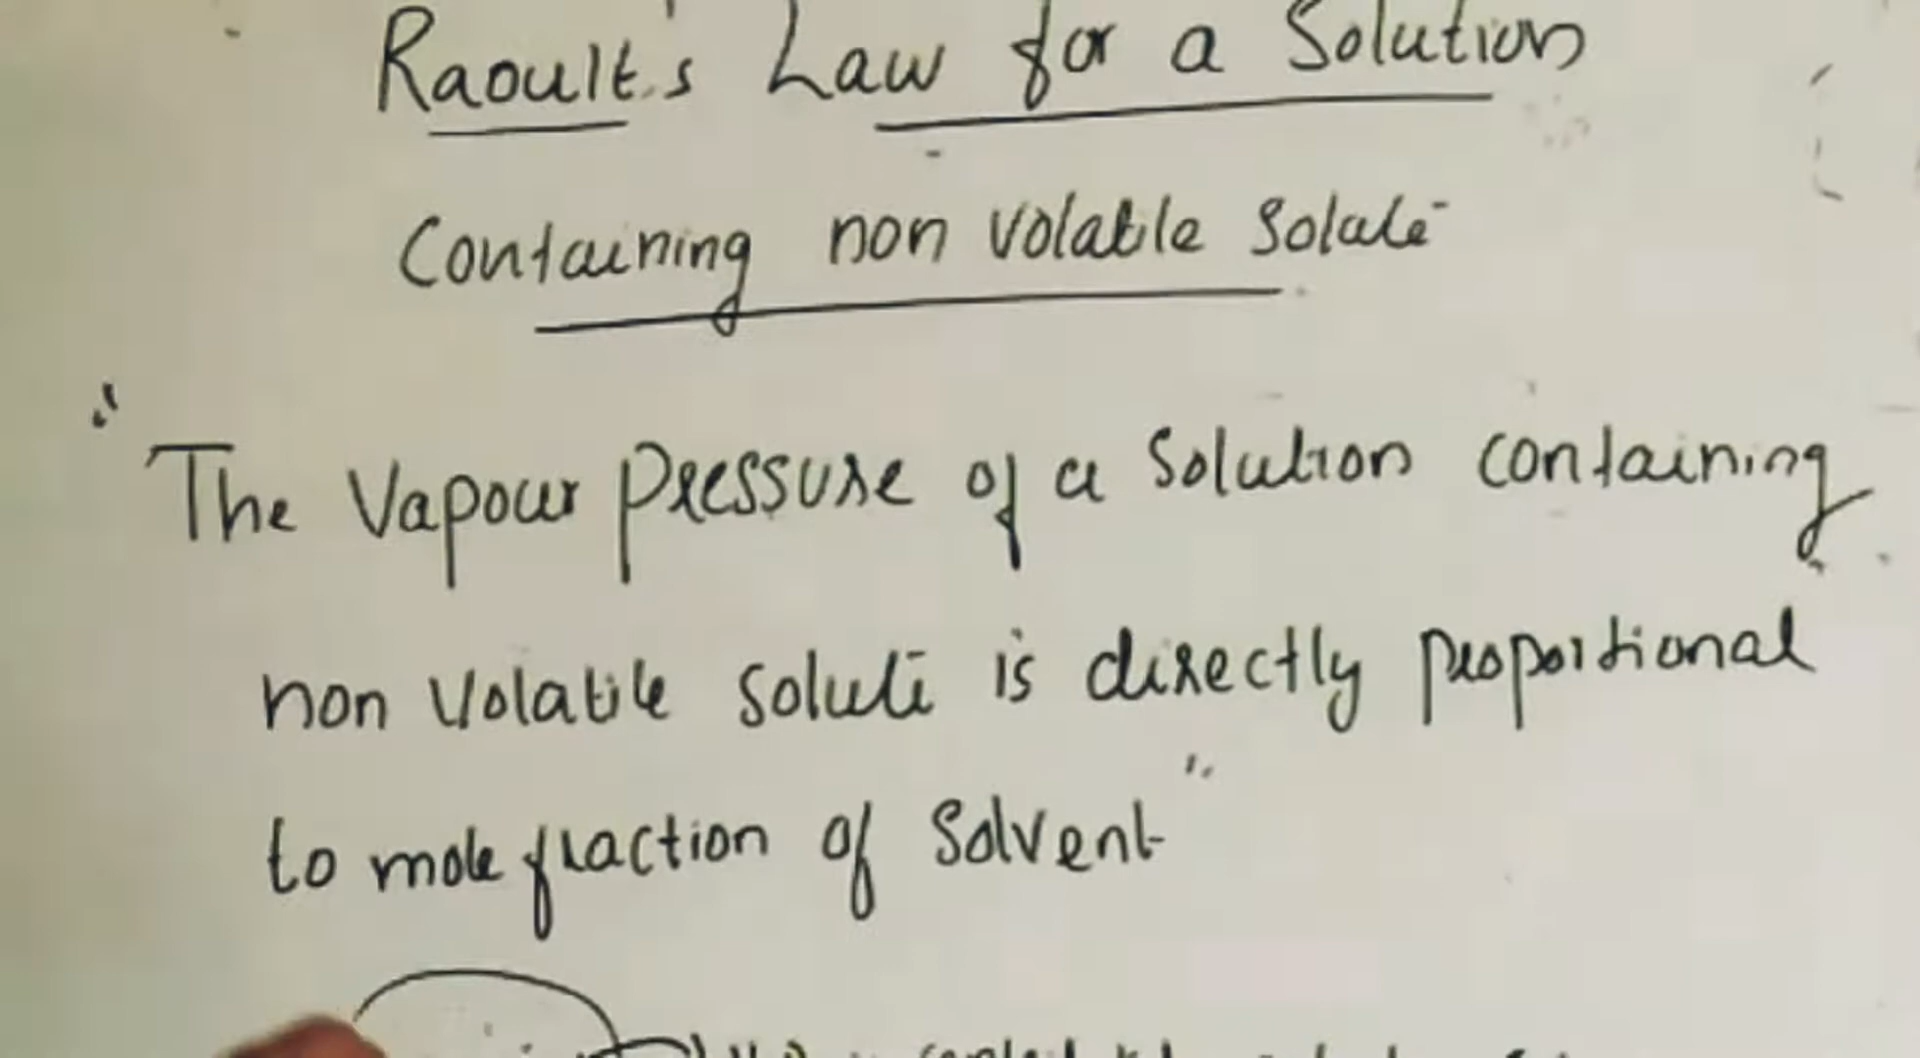 Raoult's Law for a Solution
Containing non volatile solute
"The Vapour pressure of a solution containing
non volatile solute is directly proportional
to mole fraction of solvent"